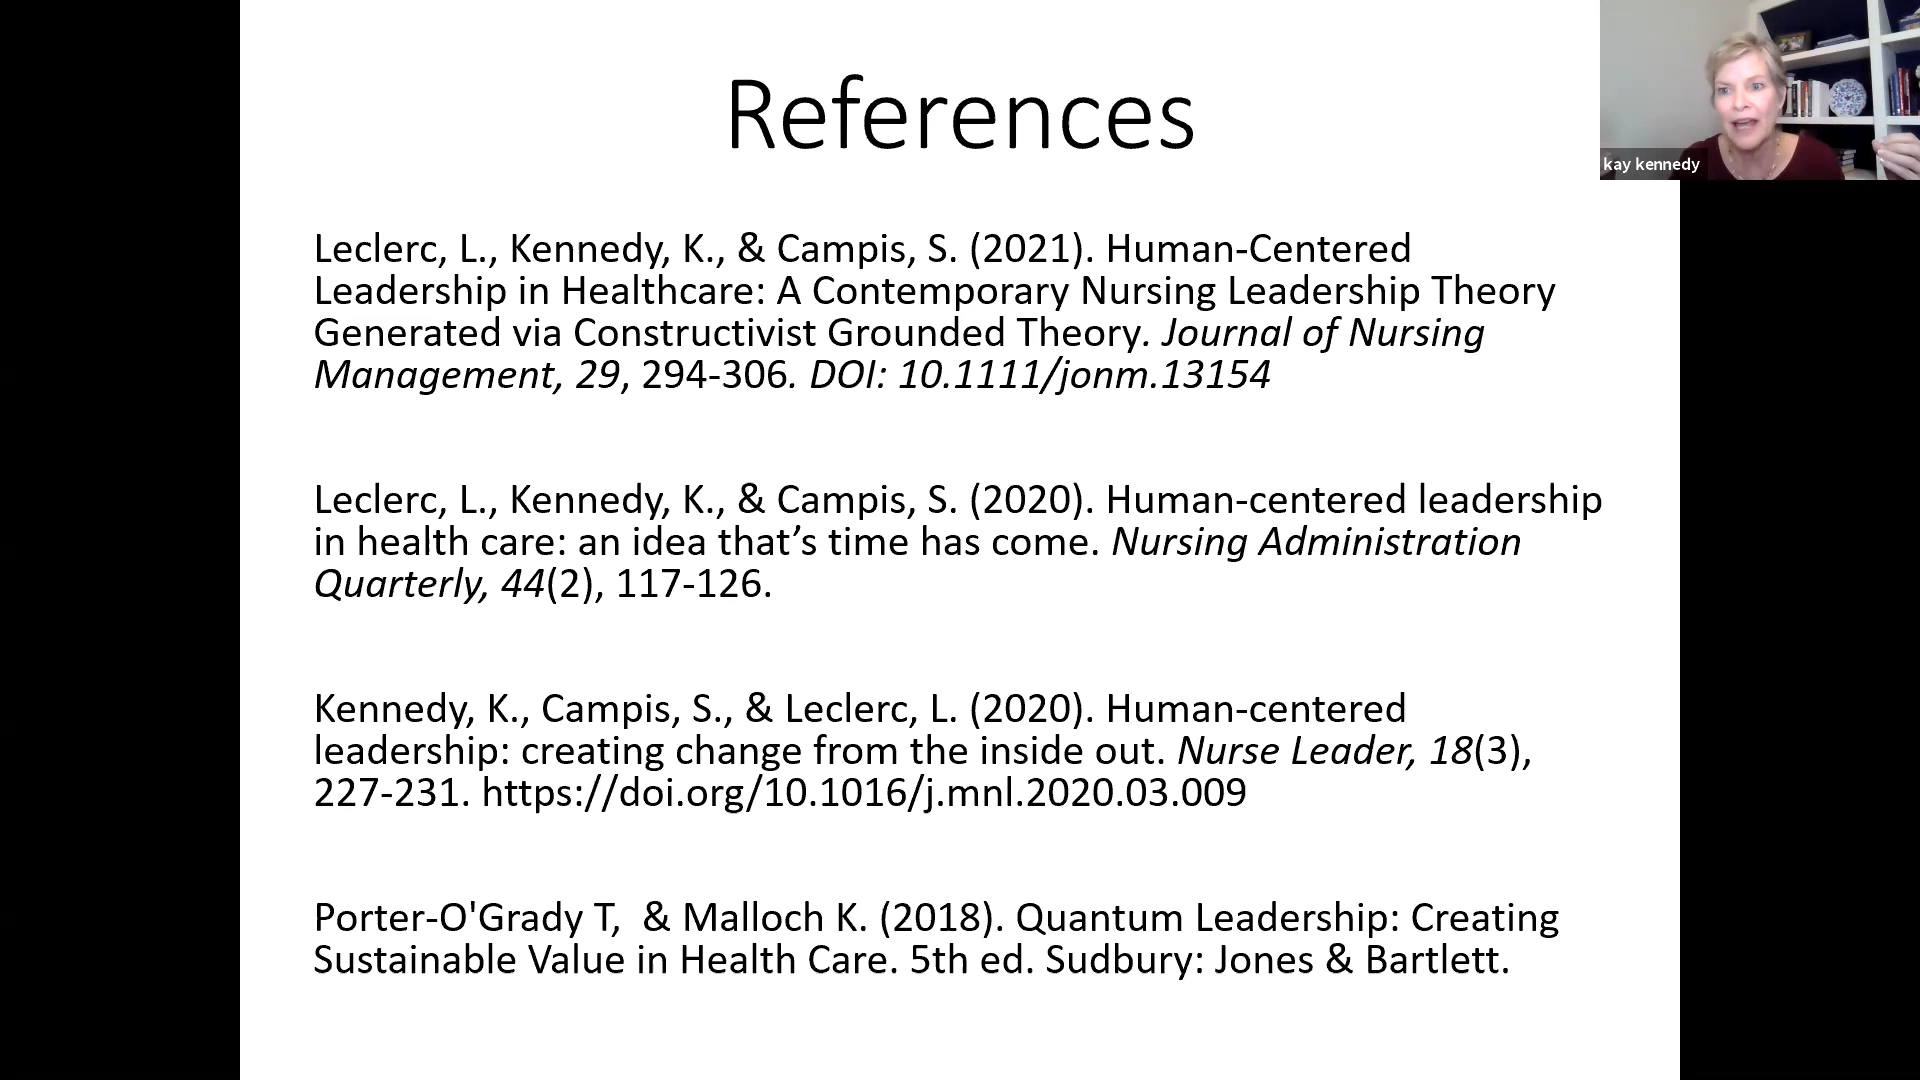 References
kay kennedy
Leclerc, L., Kennedy, K., & Campis, S. (2021). Human-Centered
Leadership in Healthcare: A Contemporary Nursing Leadership Theory
Generated via Constructivist Grounded Theory. Journal of Nursing
Management, 29, 294-306. DOI: 10.1111/jonm.13154
Leclerc, L., Kennedy, K., & Campis, S. (2020). Human-centered leadership
in health care: an idea that’s time has come. Nursing Administration
Quarterly, 44(2), 117-126.
Kennedy, K., Campis, S., & Leclerc, L. (2020). Human-centered
leadership: creating change from the inside out. Nurse Leader, 18(3),
227-231. https://doi.org/10.1016/j.mnl.2020.03.009
Porter-O'Grady T,  & Malloch K. (2018). Quantum Leadership: Creating
Sustainable Value in Health Care. 5th ed. Sudbury: Jones & Bartlett.